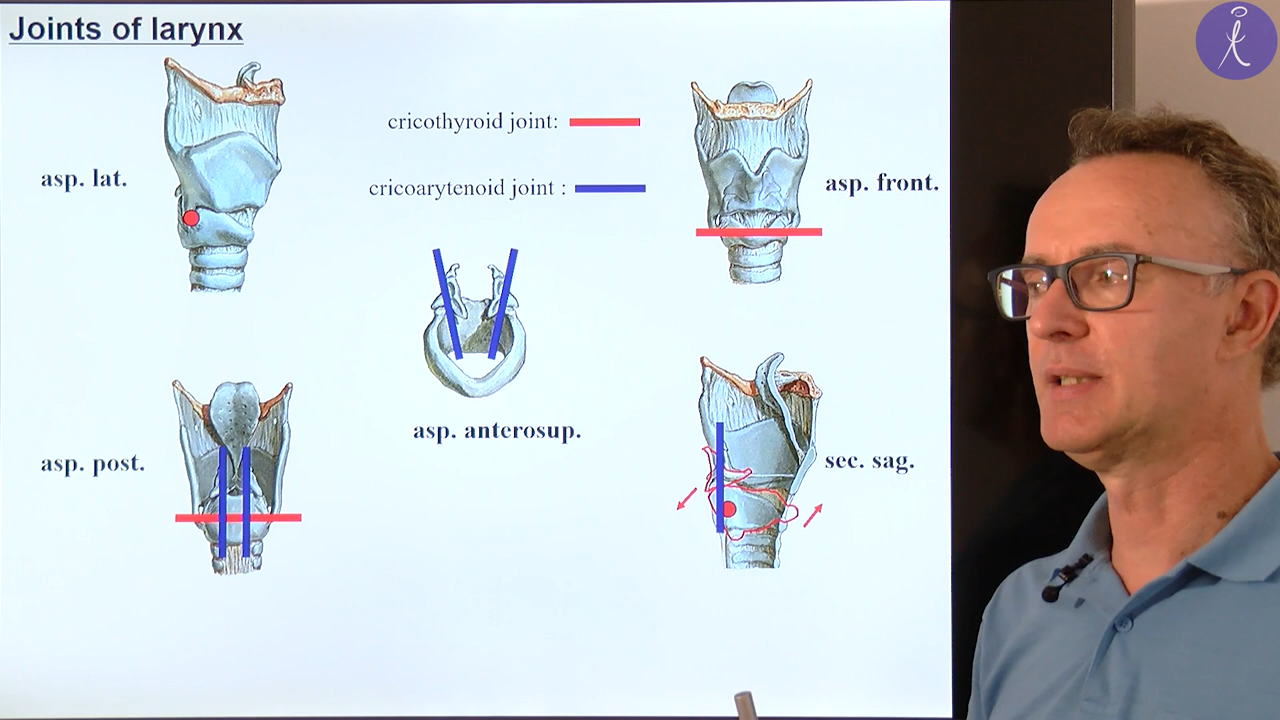 Joints of larynx
asp. lat.
cricothyroid joint:
cricoarytenoid joint :
asp. front.
asp. anterosup.
asp. post.
sec. sag.